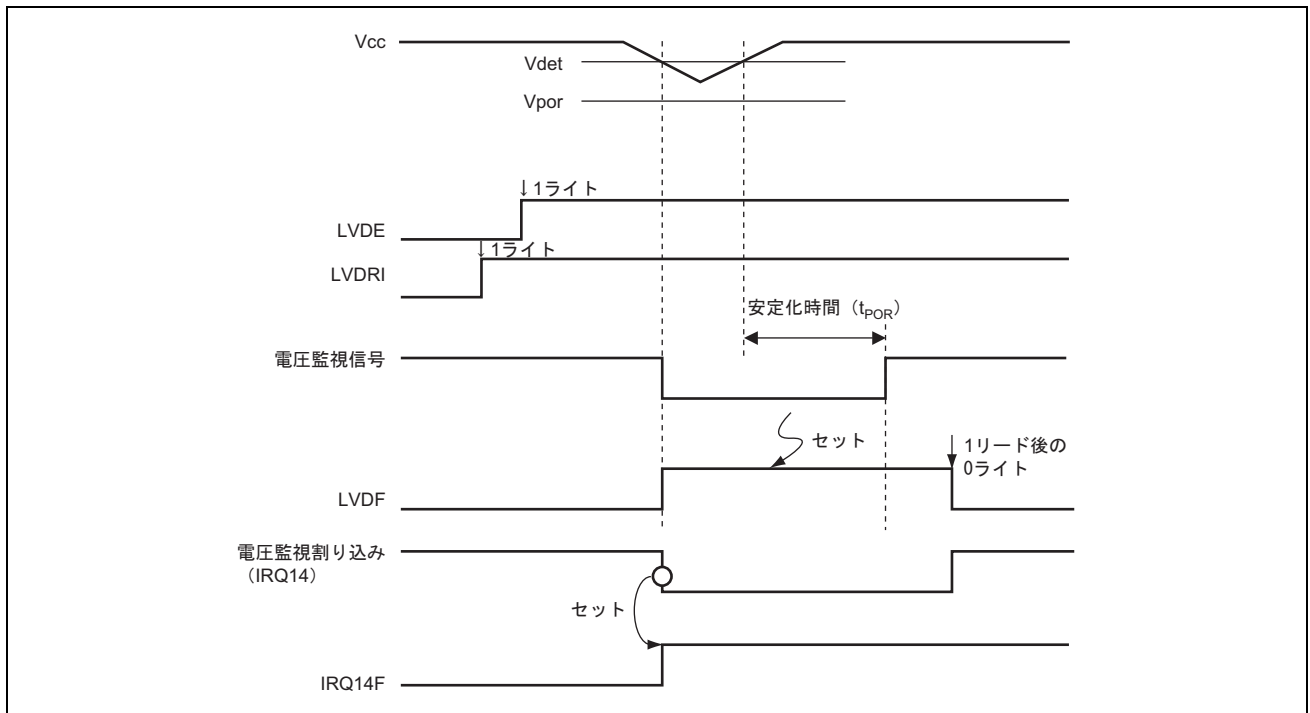 Vcc
Vdet
Vpor
↓1ライト
LVDE
↓1ライト
LVDRI
安定化時間（tPOR）
電圧監視信号
セット
1リード後の
0ライト
LVDF
電圧監視割り込み
（IRQ14）
セット
IRQ14F